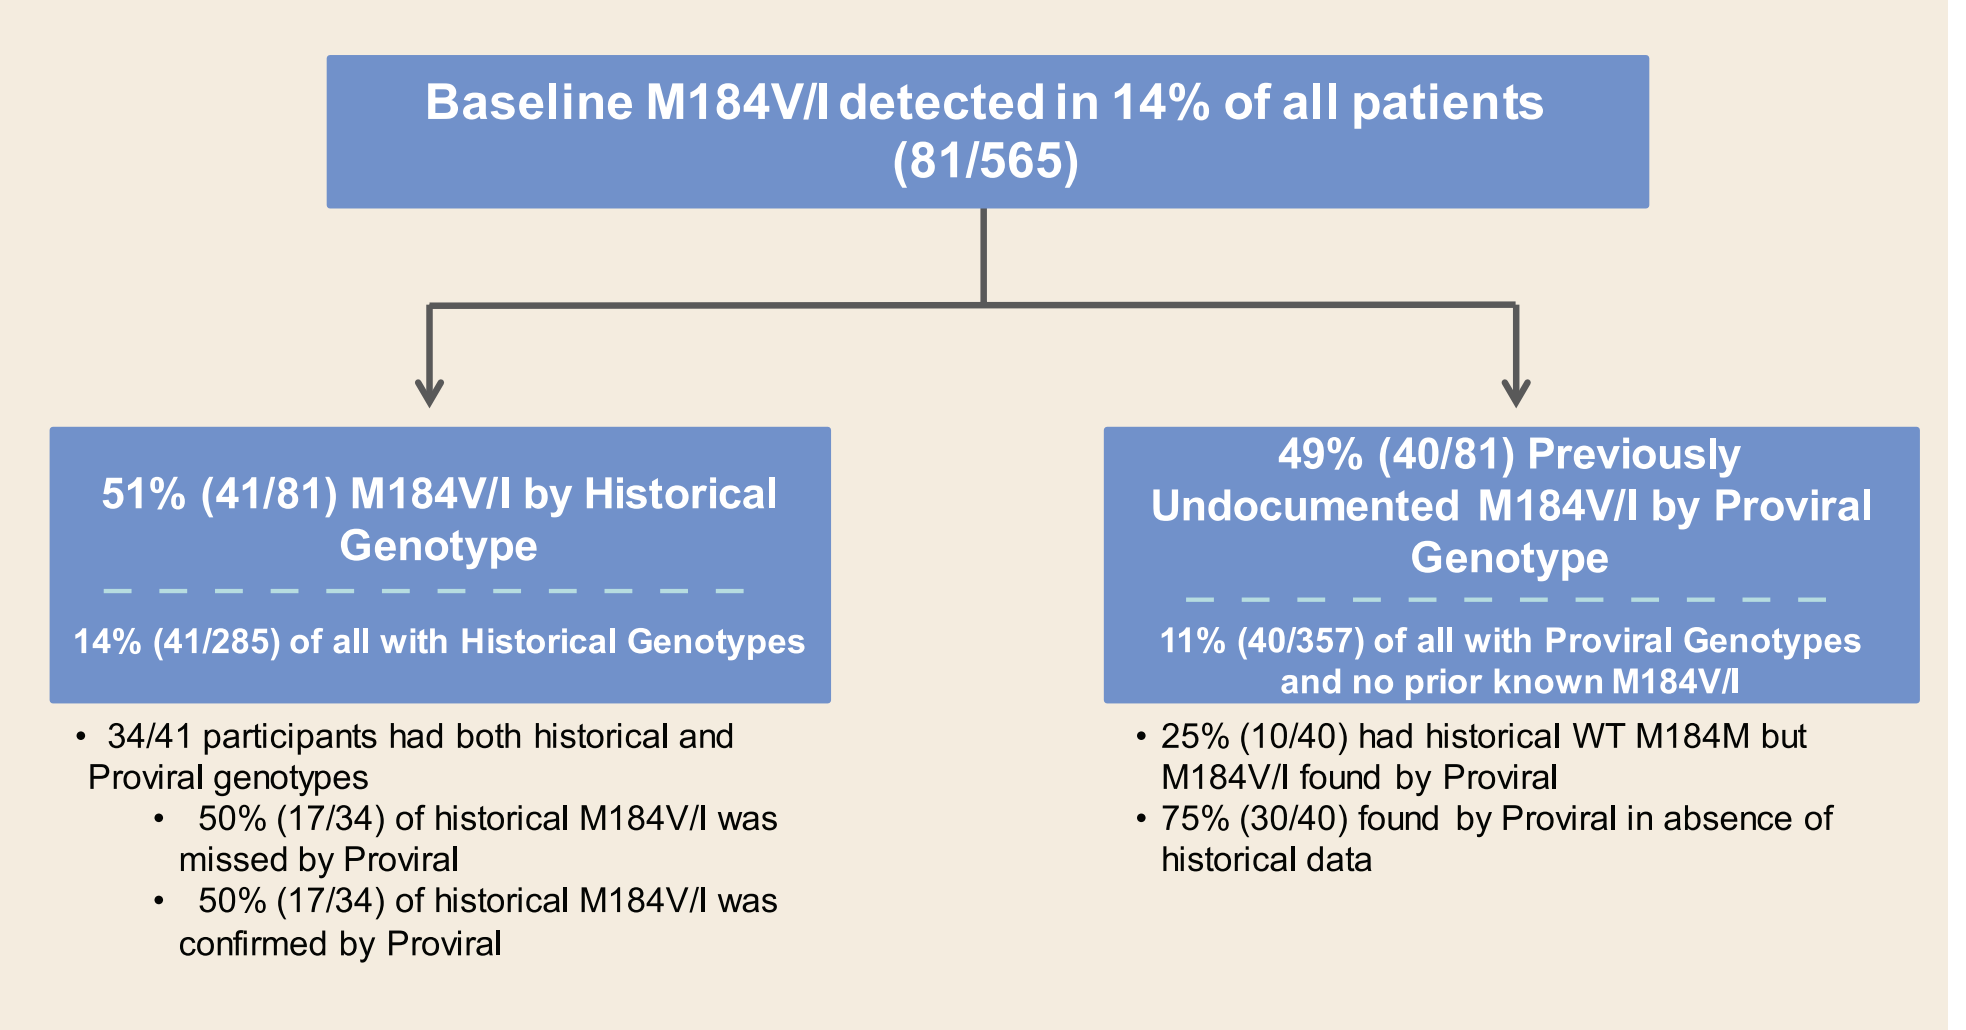 Baseline M184V/I detected in 14% of all patients
(81/565)
51% (41/81) M184V/I by Historical
Genotype
14% (41/285) of all with Historical Genotypes
• 34/41 participants had both historical and
Proviral genotypes
• 50% (17/34) of historical M184V/I was
missed by Proviral
• 50% (17/34) of historical M184V/I was
confirmed by Proviral
49% (40/81) Previously
Undocumented M184V/I by Proviral
Genotype
11% (40/357) of all with Proviral Genotypes
and no prior known M184V/I
• 25% (10/40) had historical WT M184M but
M184V/I found by Proviral
• 75% (30/40) found by Proviral in absence of
historical data